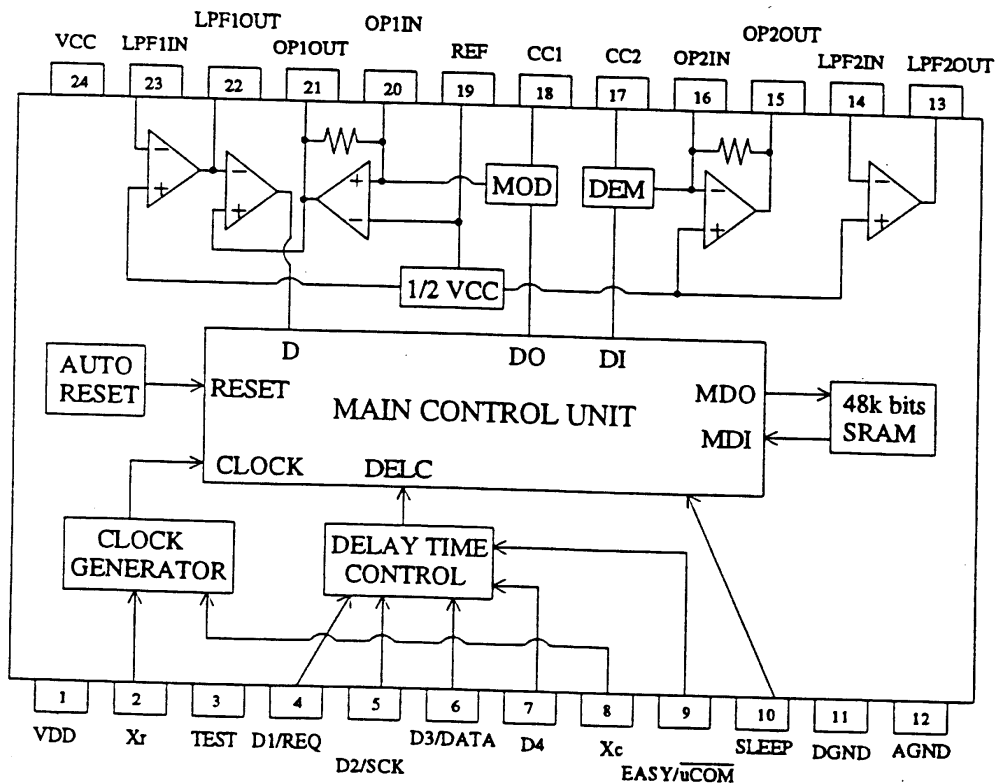 LPF1OUT
OP1IN
OP2OUT
VCC
LPF1IN
OP1OUT
REF
CC1
CC2
OP2IN
LPF2IN
LPF2OUT
24
23
22
21
20
19
18
17
16
15
14
13
−
+
−
+
+
−
MOD
DEM
−
+
−
+
1/2 VCC
D
DO
DI
AUTO
RESET
RESET
MAIN CONTROL UNIT
MDO
MDI
48k bits
SRAM
CLOCK
DELC
CLOCK
GENERATOR
DELAY TIME
CONTROL
1
2
3
4
5
6
7
8
9
10
11
12
VDD
Xr
TEST
D1/REQ
D2/SCK
D3/DATA
D4
Xc
EASY/uCOM
SLEEP
DGND
AGND